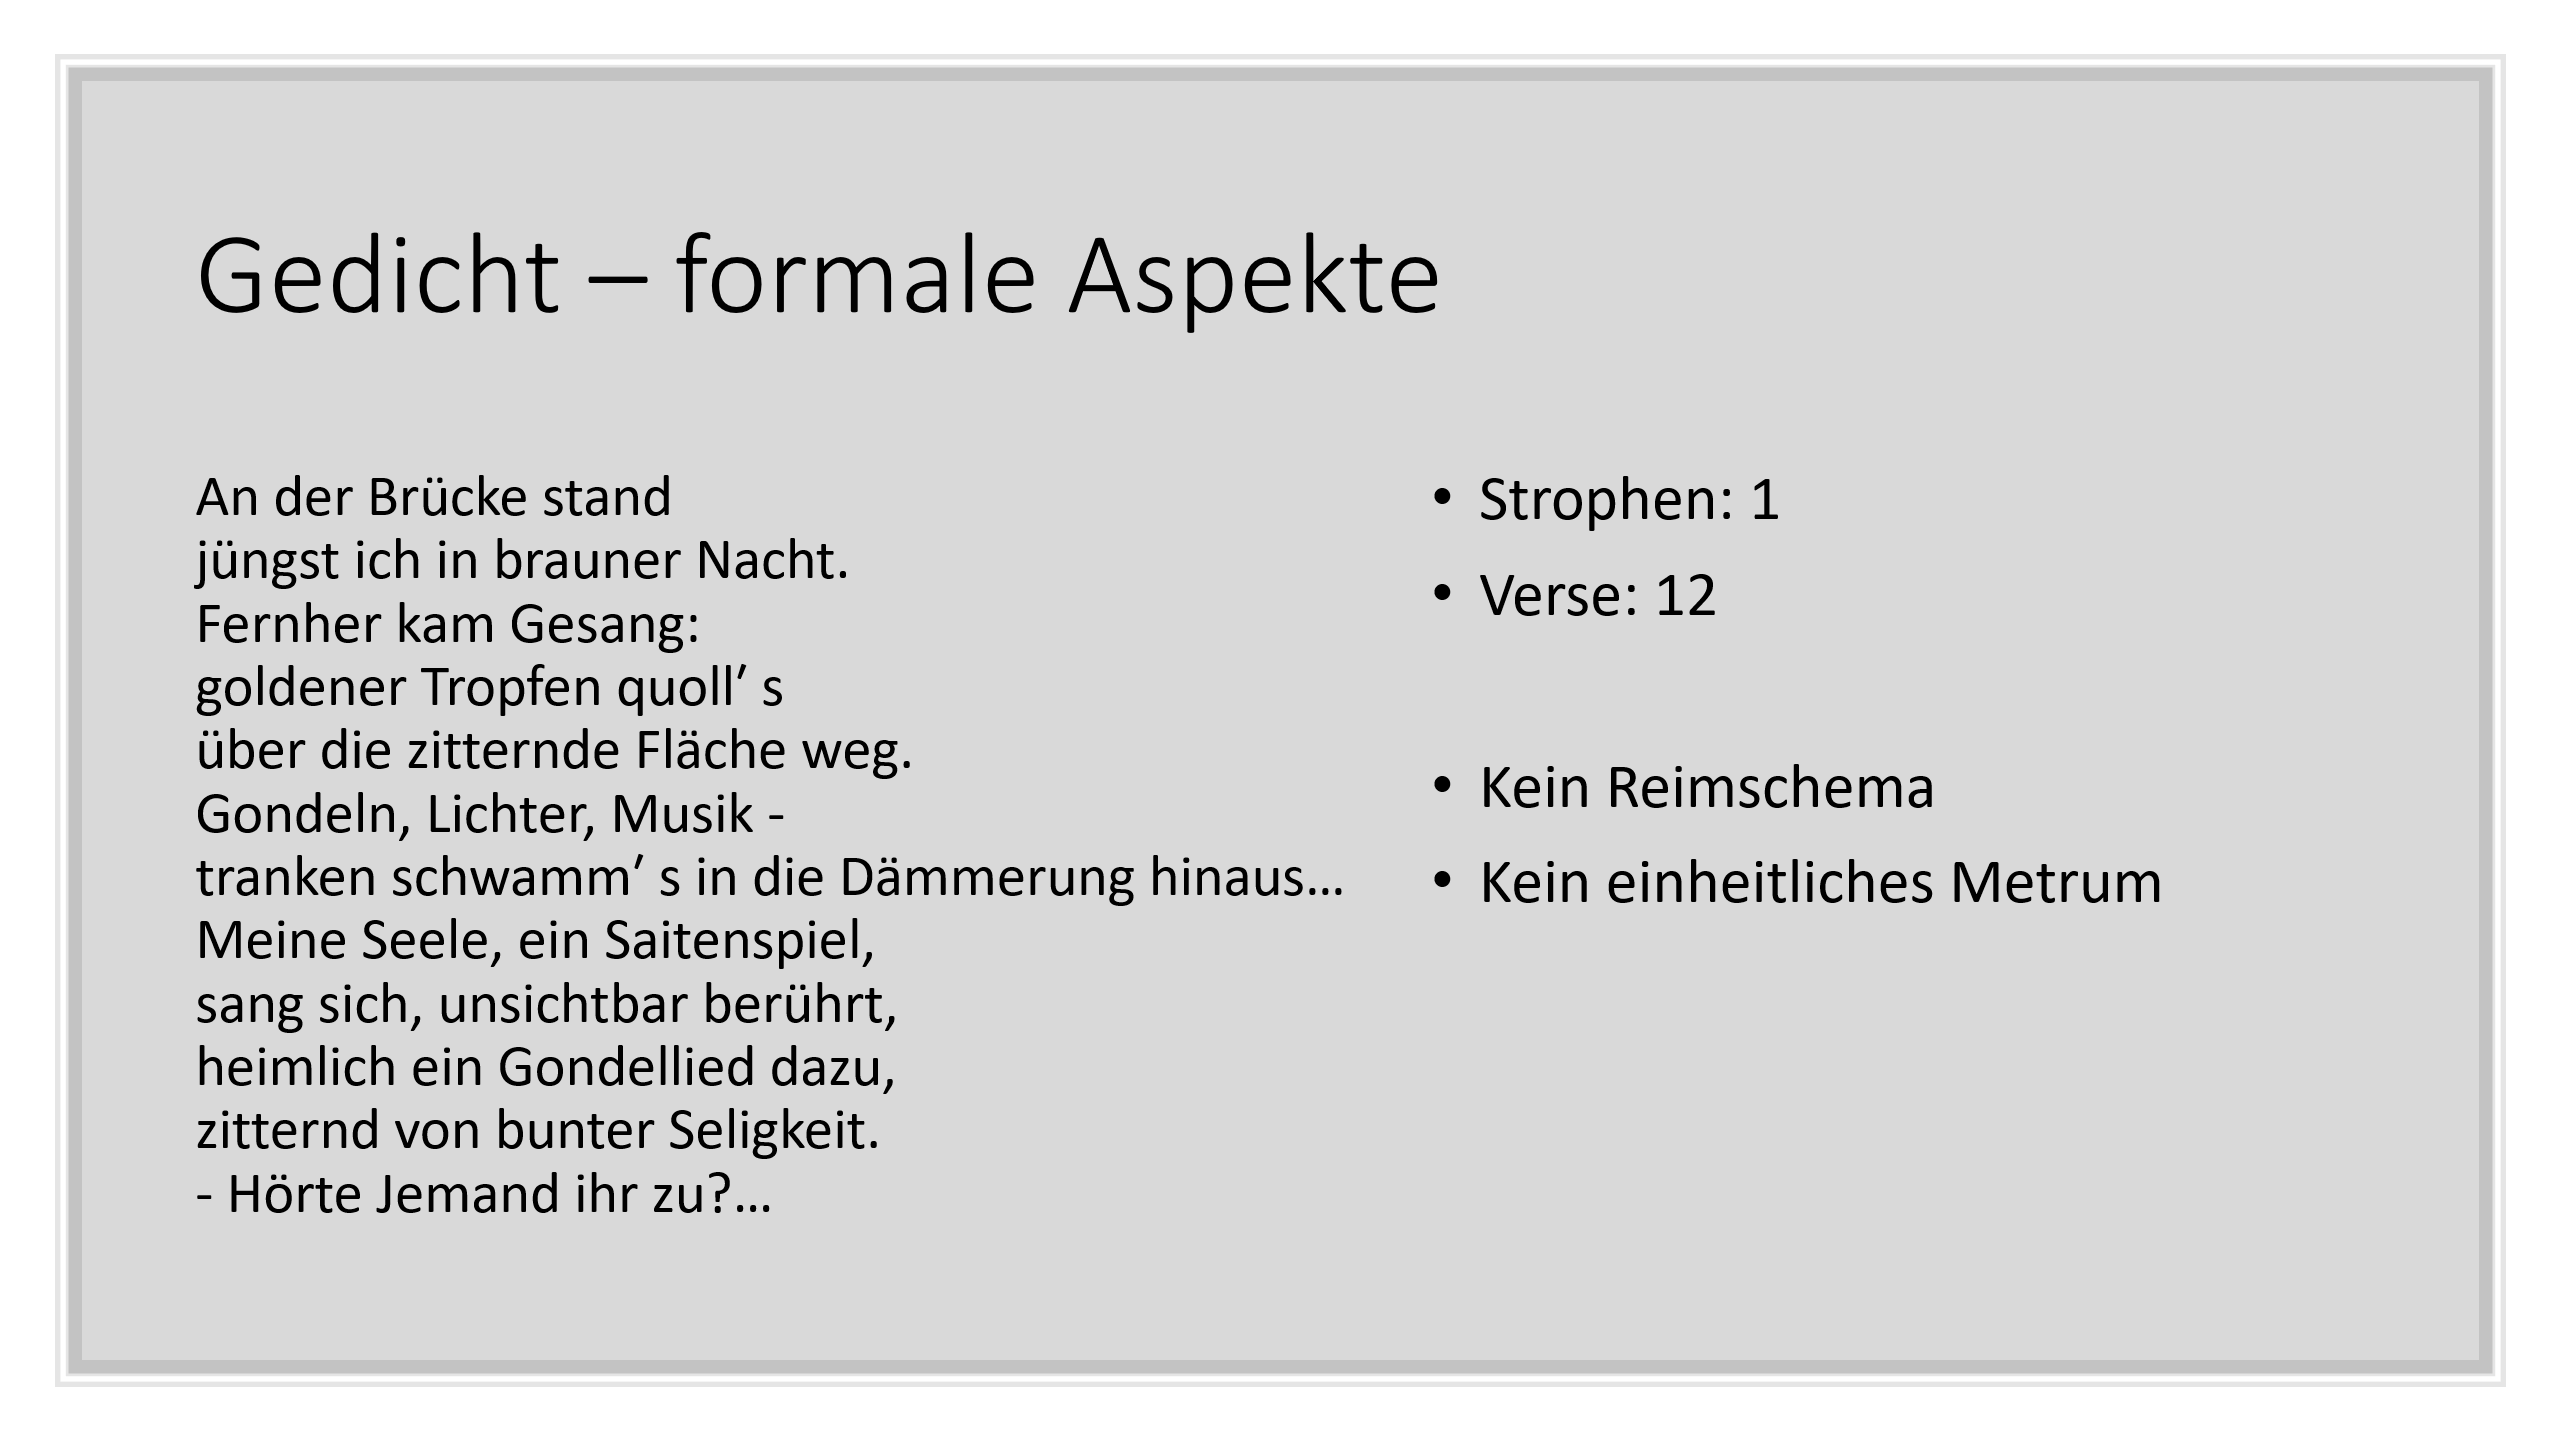 Gedicht – formale Aspekte
An der Brücke stand
jüngst ich in brauner Nacht.
Fernher kam Gesang:
goldener Tropfen quoll′ s
über die zitternde Fläche weg.
Gondeln, Lichter, Musik -
tranken schwamm′ s in die Dämmerung hinaus…
Meine Seele, ein Saitenspiel,
sang sich, unsichtbar berührt,
heimlich ein Gondellied dazu,
zitternd von bunter Seligkeit.
- Hörte Jemand ihr zu?…
• Strophen: 1
• Verse: 12
• Kein Reimschema
• Kein einheitliches Metrum